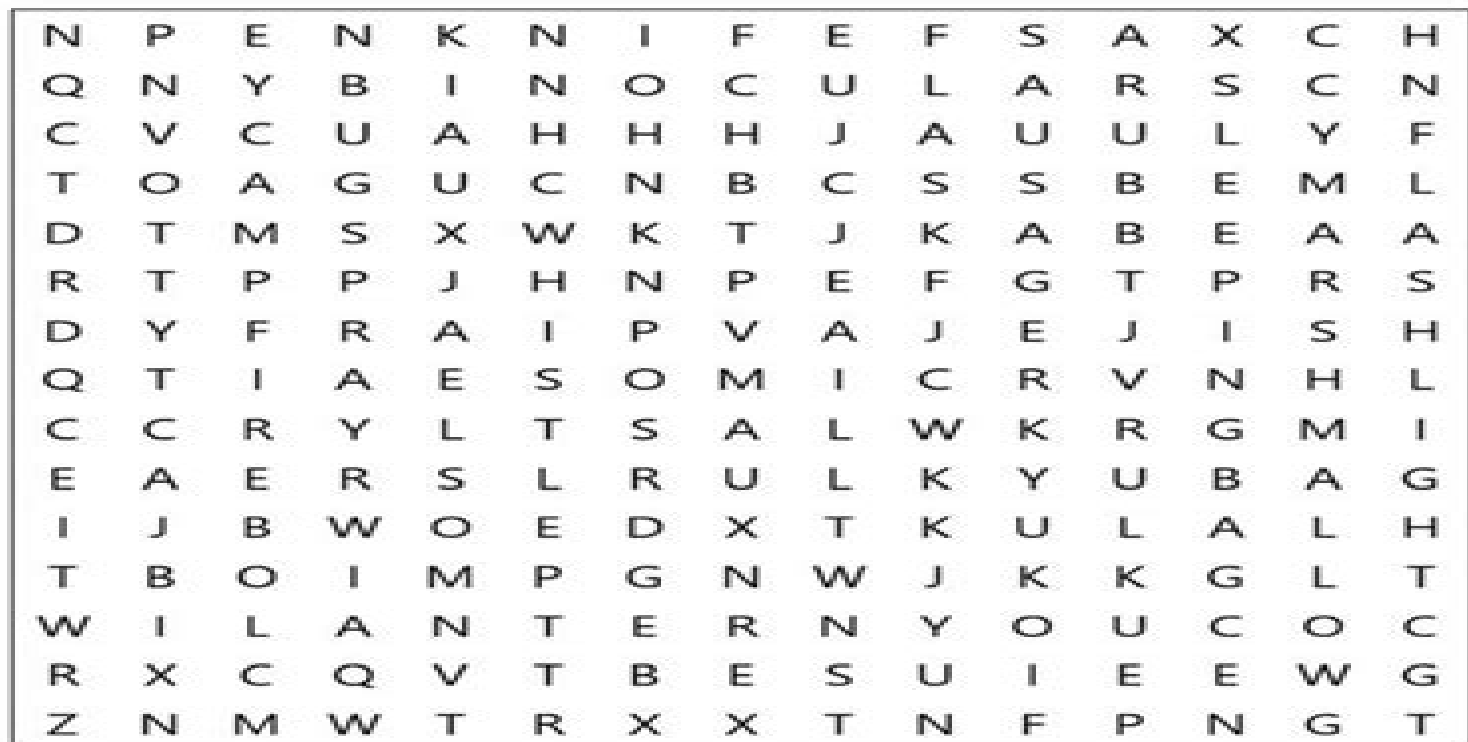 N P E N K N I F E F S A X C H
Q N Y B I N O C U L A R S C N
C V C U A H H H J A U U L Y F
T O A G U C N B C S S B E M L
D T M S X W K T J K A B E A A
R T P P J H N P E F G T P R S
D Y F R A I P V A J E J I S H
Q T I A E S O M I C R V N H L
C C R Y L T S A L W K R G M I
E A E R S L R U L K Y U B A G
I J B W O E D X T K U L A L H
T B O I M P G N W J K K G L T
W I L A N T E R N Y O U C O C
R X C Q V T B E S U I E E W G
Z N M W T R X X T N F P N G T